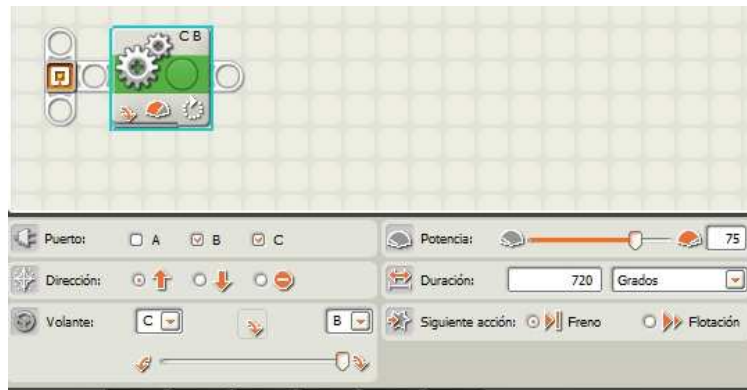 C B
Puerto: A B C
Potencia: 75
Dirección:
Duración: 720 Grados
Volante: C B
Siguiente acción: Freno Flotación